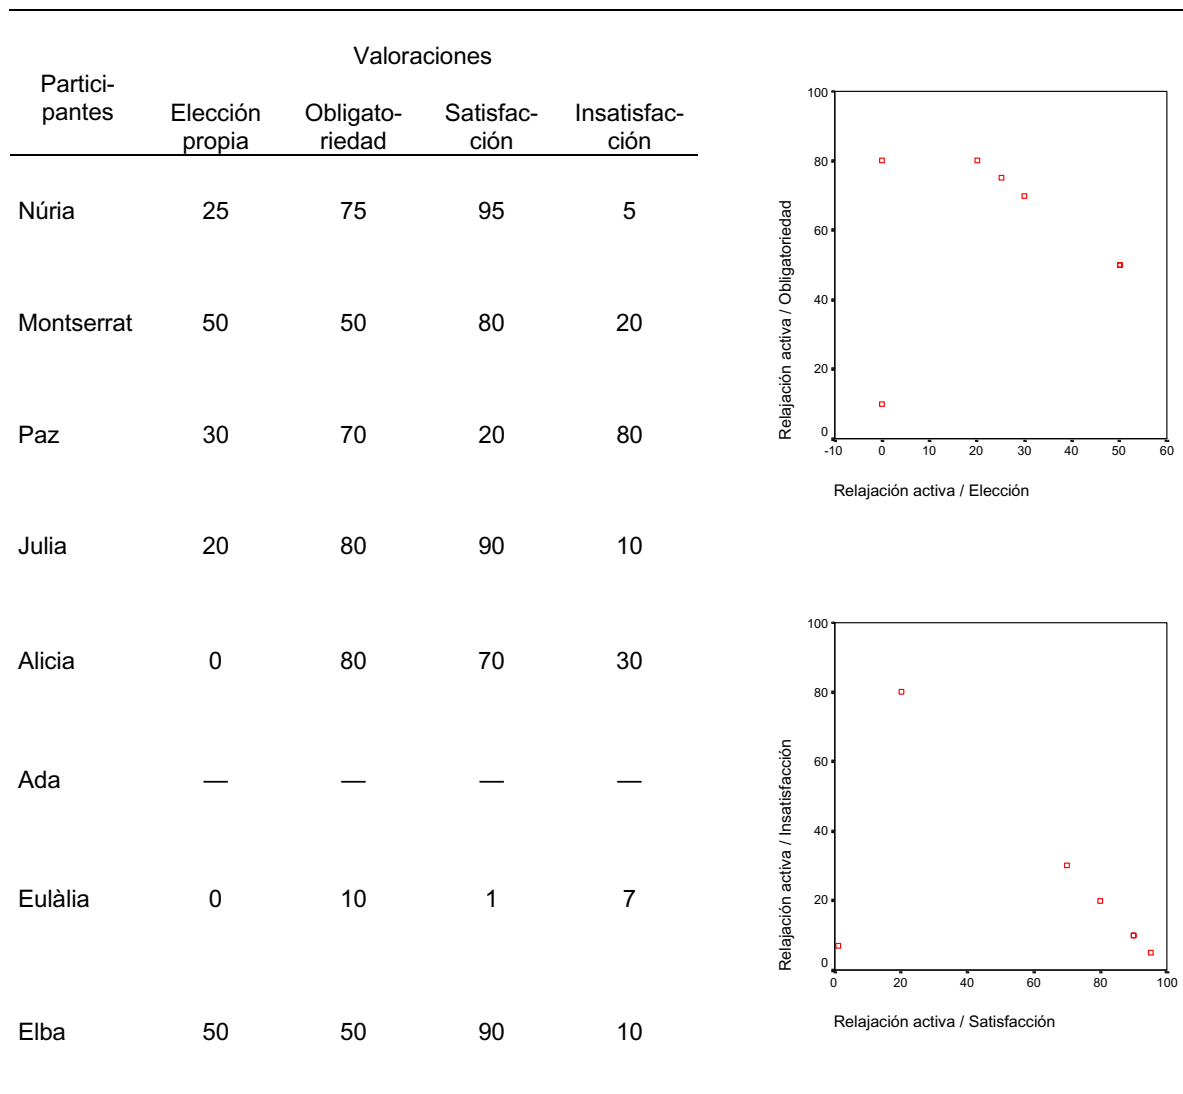 Valoraciones
Partici-
pantes
Elección
propia
Obligato-
riedad
Satisfac-
ción
Insatisfac-
ción
Núria 25 75 95 5
Montserrat 50 50 80 20
Paz 30 70 20 80
Julia 20 80 90 10
Alicia 0 80 70 30
Ada — — — —
Eulàlia 0 10 1 7
Elba 50 50 90 10
Relajación activa / Obligatoriedad
100
80
60
40
20
0
-10 0 10 20 30 40 50 60
Relajación activa / Elección
Relajación activa / Insatisfacción
100
80
60
40
20
0
0 20 40 60 80 100
Relajación activa / Satisfacción